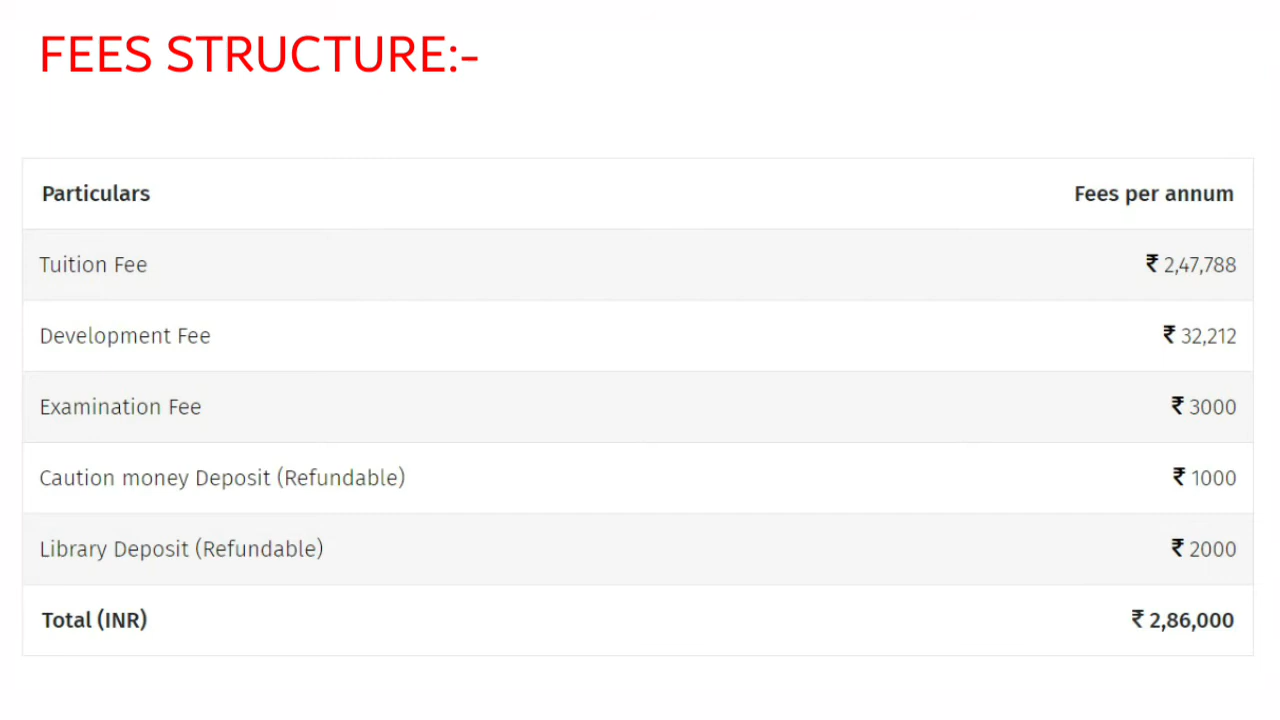 FEES STRUCTURE:-
Particulars Fees per annum
Tuition Fee ₹ 2,47,788
Development Fee ₹ 32,212
Examination Fee ₹ 3000
Caution money Deposit (Refundable) ₹ 1000
Library Deposit (Refundable) ₹ 2000
Total (INR) ₹ 2,86,000